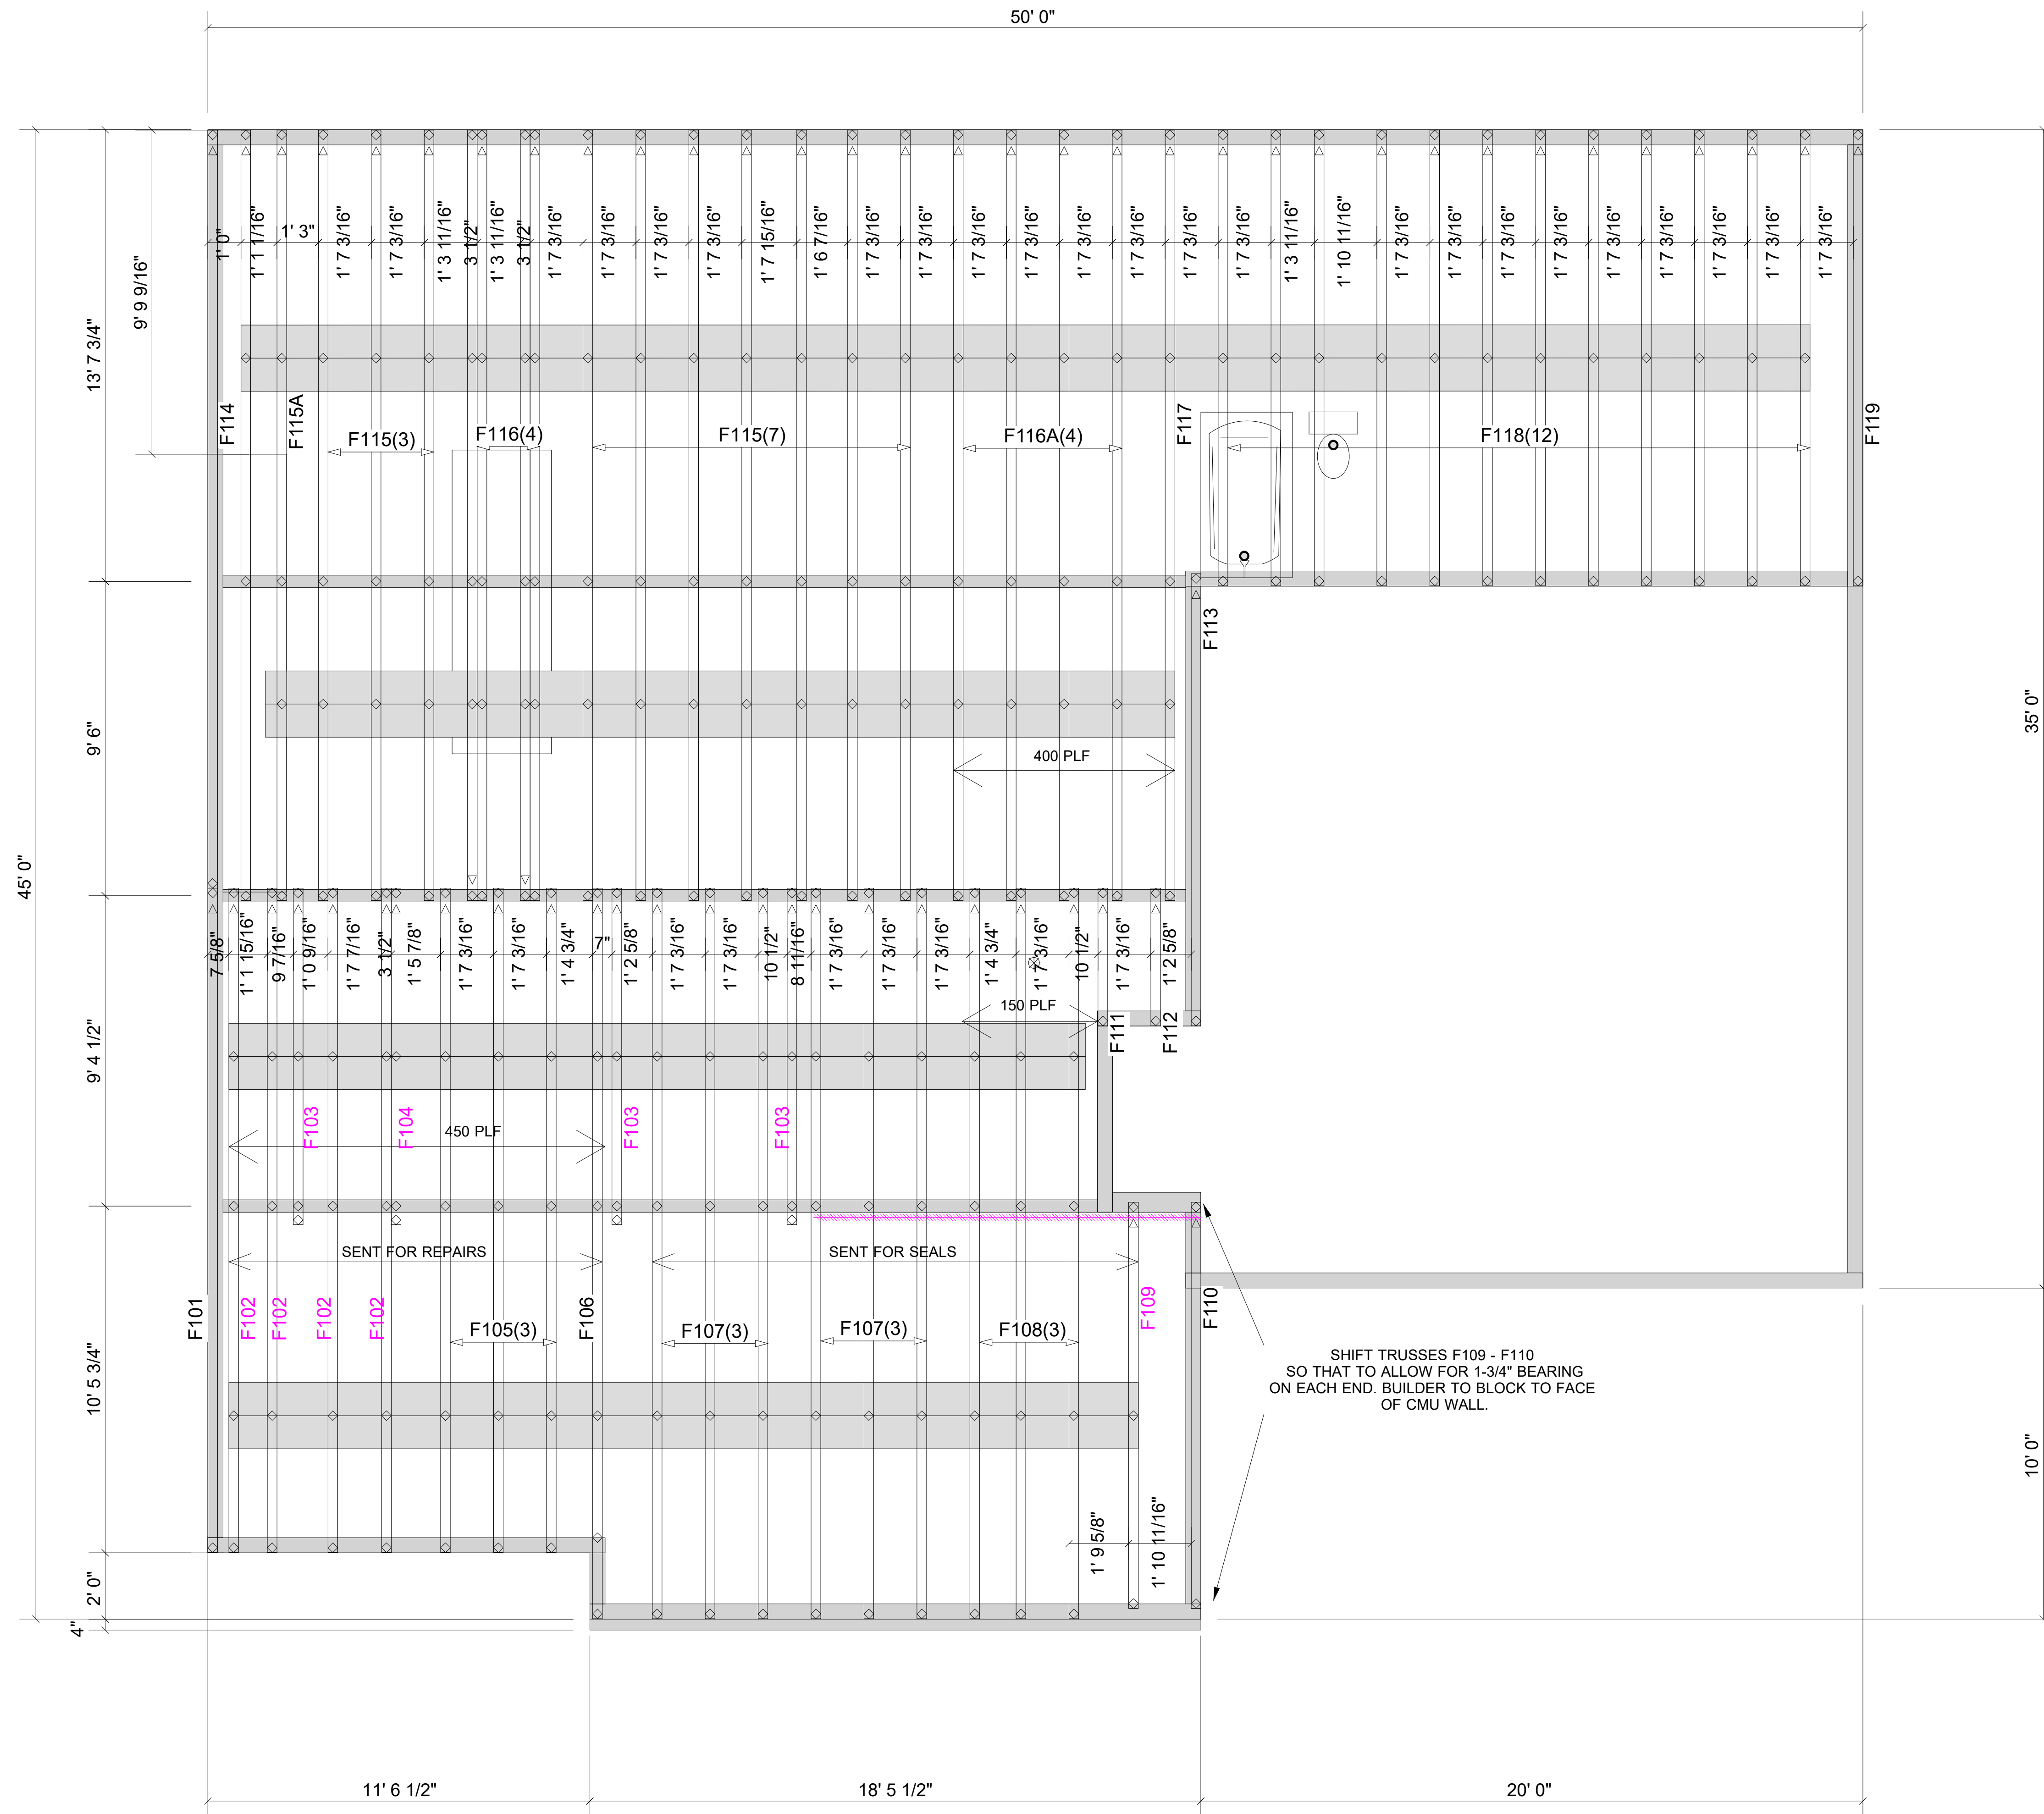 50' 0"
1' 0"
1' 1 1/16"
1' 3"
1' 7 3/16"
1' 7 3/16"
1' 3 11/16"
3 1/2"
1' 3 11/16"
3 1/2"
1' 7 3/16"
1' 7 3/16"
1' 7 3/16"
1' 7 3/16"
1' 7 15/16"
1' 6 7/16"
1' 7 3/16"
1' 7 3/16"
1' 7 3/16"
1' 7 3/16"
1' 7 3/16"
1' 7 3/16"
1' 7 3/16"
1' 7 3/16"
1' 3 11/16"
1' 10 11/16"
1' 7 3/16"
1' 7 3/16"
1' 7 3/16"
1' 7 3/16"
1' 7 3/16"
1' 7 3/16"
1' 7 3/16"
1' 7 3/16"
1' 7 3/16"
9' 9 9/16"
13' 7 3/4"
F114
F115A
F115(3)
F116(4)
F115(7)
F116A(4)
F117
F118(12)
F119
F113
35' 0"
9' 6"
400 PLF
45' 0"
7 5/8"
1' 1 15/16"
9 7/16"
1' 0 9/16"
1' 7 7/16"
3 1/2"
1' 5 7/8"
1' 7 3/16"
1' 7 3/16"
1' 4 3/4"
7"
1' 2 5/8"
1' 7 3/16"
1' 7 3/16"
10 1/2"
8 11/16"
1' 7 3/16"
1' 7 3/16"
1' 7 3/16"
1' 4 3/4"
1' 7 3/16"
10 1/2"
1' 7 3/16"
1' 2 5/8"
150 PLF
F111
F112
9' 4 1/2"
F103
F104
450 PLF
F103
F103
SENT FOR REPAIRS
SENT FOR SEALS
F101
F102
F102
F102
F102
F105(3)
F106
F107(3)
F107(3)
F108(3)
F109
F110
SHIFT TRUSSES F109 - F110
SO THAT TO ALLOW FOR 1-3/4" BEARING
ON EACH END. BUILDER TO BLOCK TO FACE
OF CMU WALL.
10' 5 3/4"
10' 0"
1' 9 5/8"
1' 10 11/16"
2' 0"
4"
11' 6 1/2"
18' 5 1/2"
20' 0"